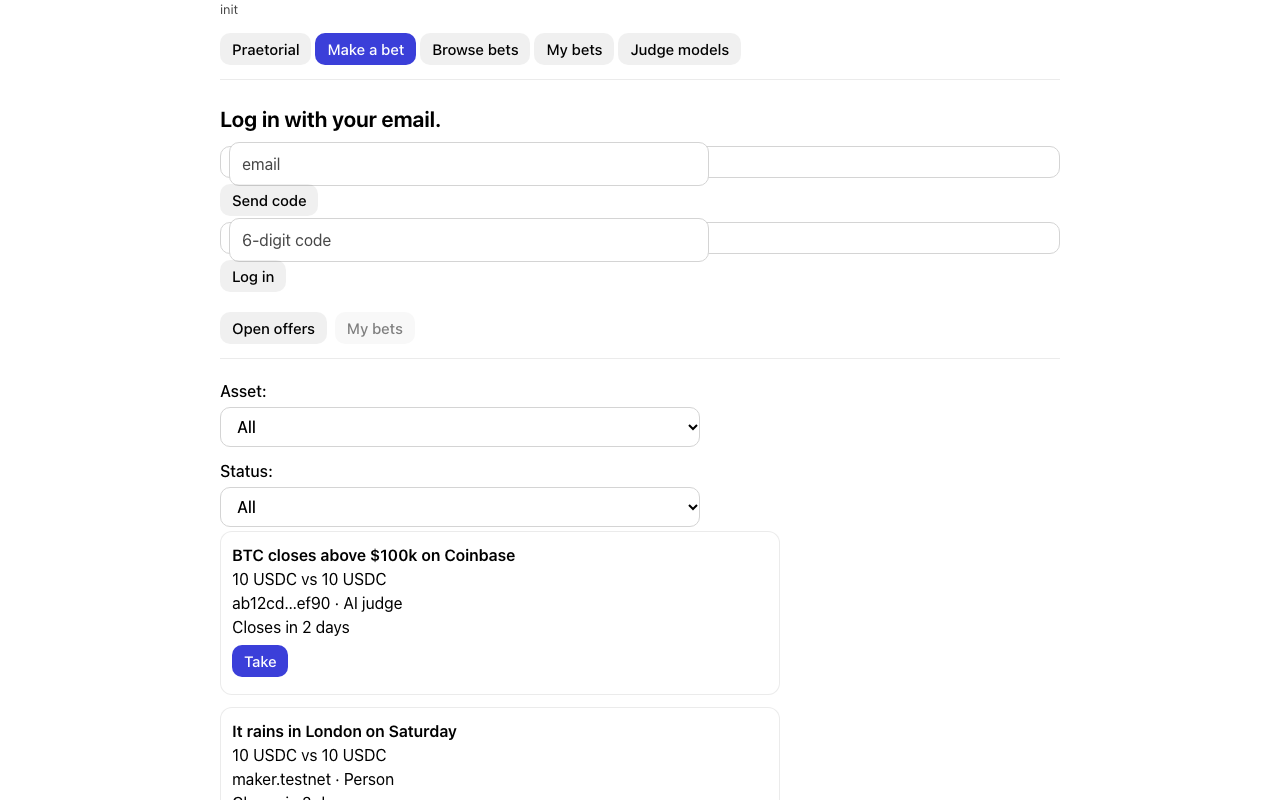 init
Praetorial Make a bet Browse bets My bets Judge models
Log in with your email.
email
Send code
6-digit code
Log in
Open offers My bets
Asset:
All
Status:
All
BTC closes above $100k on Coinbase
10 USDC vs 10 USDC
ab12cd…ef90 · AI judge
Closes in 2 days
Take
It rains in London on Saturday
10 USDC vs 10 USDC
maker.testnet · Person